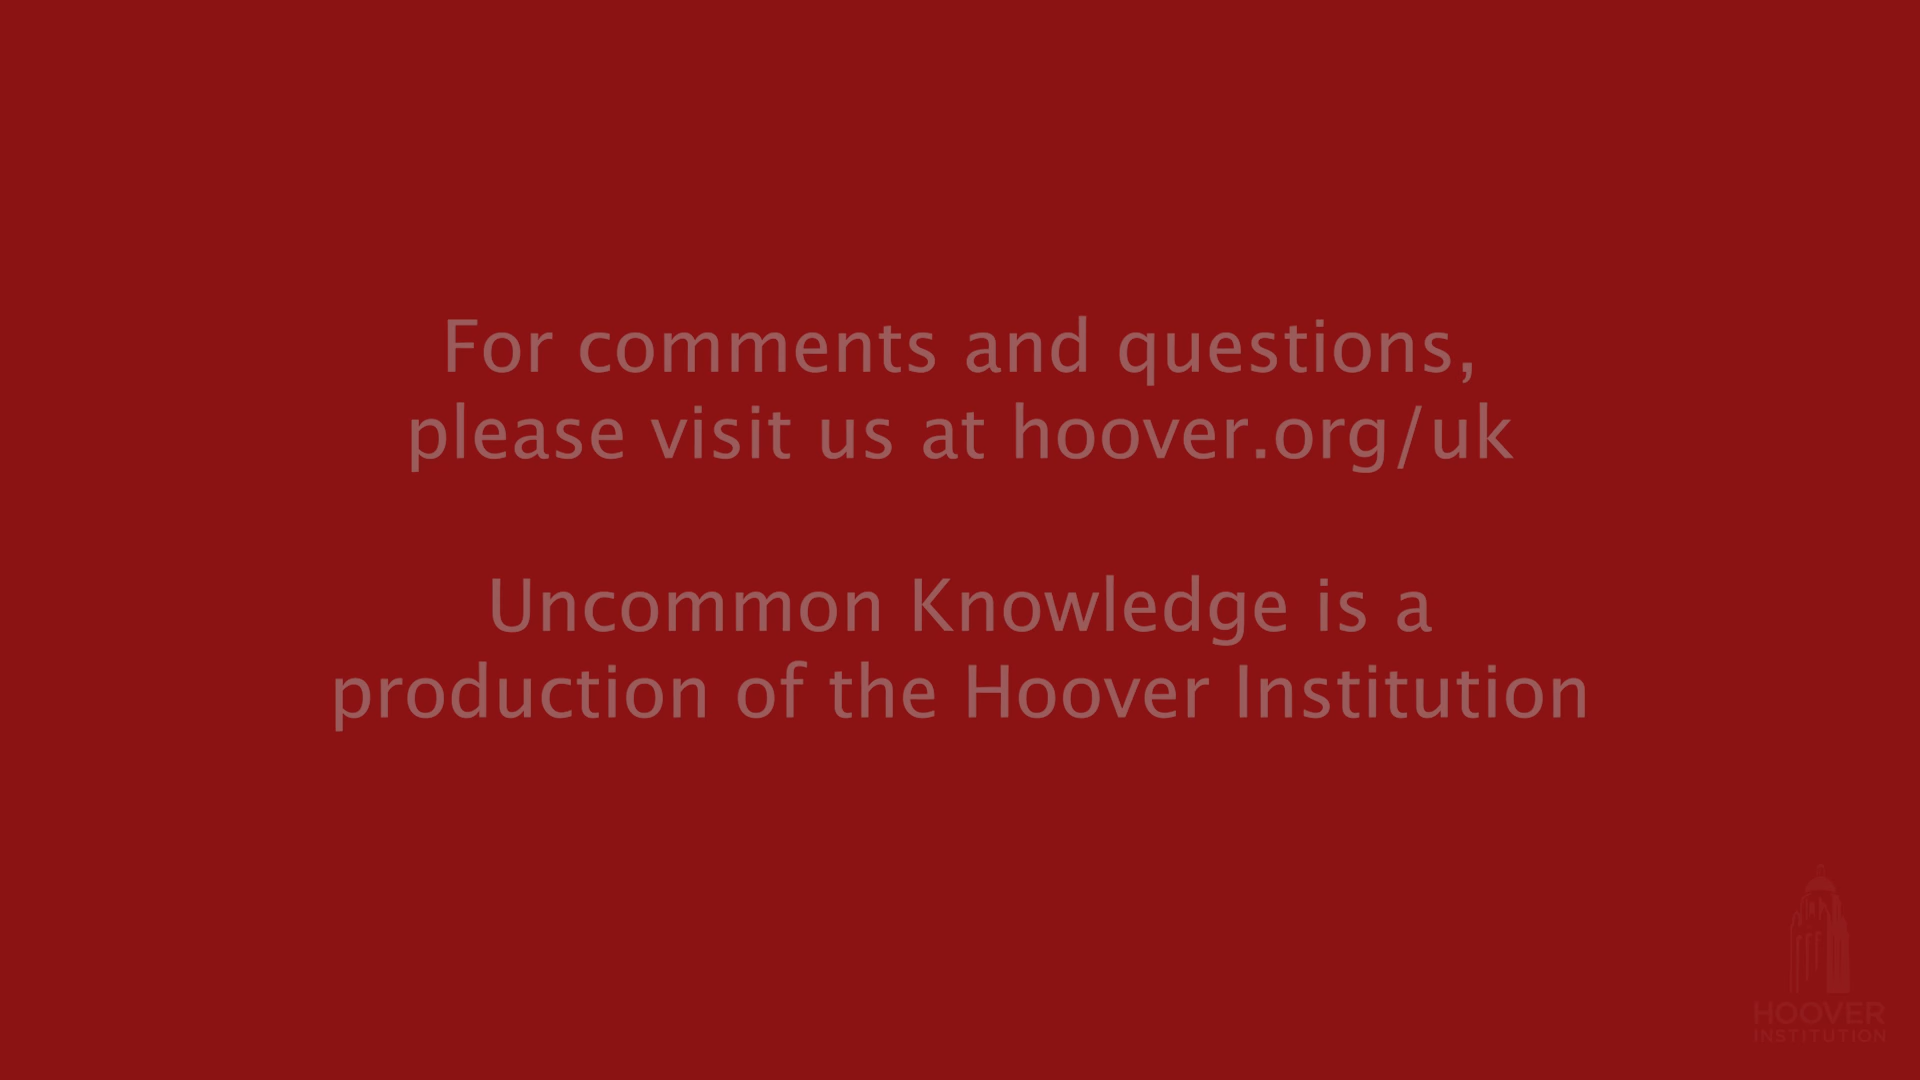 For comments and questions,
please visit us at hoover.org/uk
Uncommon Knowledge is a
production of the Hoover Institution
HOOVER
INSTITUTION